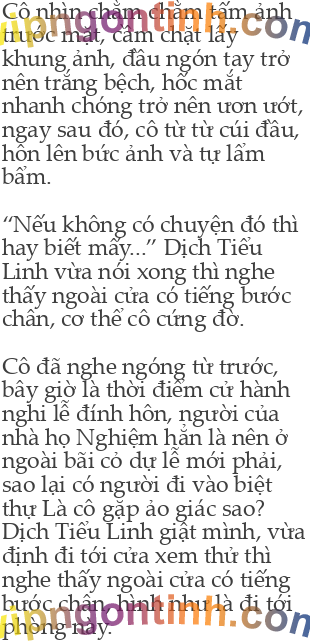 Cô nhìn chằm chằm tấm ảnh
trước mặt, cầm chặt lấy
khung ảnh, đầu ngón tay trở
nên trắng bệch, hốc mắt
nhanh chóng trở nên ươn ướt,
ngay sau đó, cô từ từ cúi đầu,
hôn lên bức ảnh và tự lẩm
bẩm.
“Nếu không có chuyện đó thì
hay biết mấy...” Dịch Tiểu
Linh vừa nói xong thì nghe
thấy ngoài cửa có tiếng bước
chân, cơ thể cô cứng đờ.
Cô đã nghe ngóng từ trước,
bây giờ là thời điểm cử hành
nghi lễ đính hôn, người của
nhà họ Nghiệm hẳn là nên ở
ngoài bãi cỏ dự lễ mới phải,
sao lại có người đi vào biệt
thự Là cô gặp ảo giác sao?
Dịch Tiểu Linh giật mình, vừa
định đi tới cửa xem thử thì
nghe thấy ngoài cửa có tiếng
bước chân, hình như là đi tới
phòng này.
vipngontinh.com
vipngontinh.com